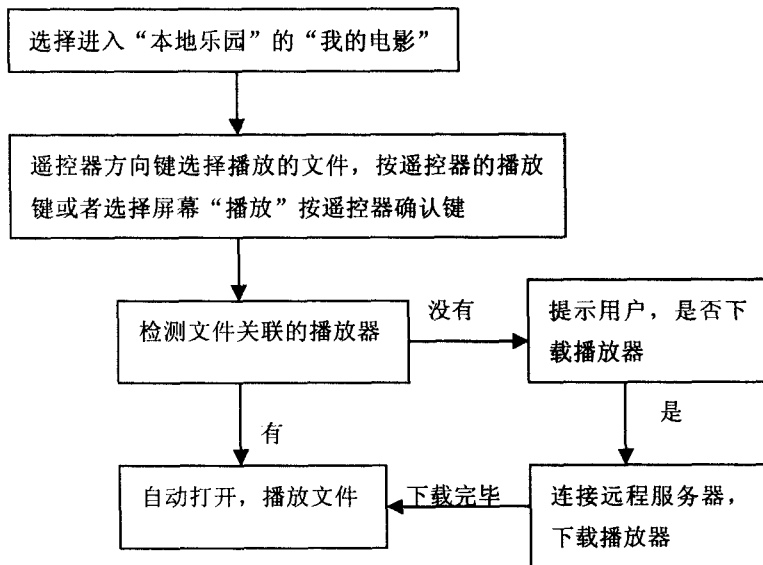 选择进入“本地乐园”的“我的电影”
遥控器方向键选择播放的文件，按遥控器的播放
键或者选择屏幕“播放”按遥控器确认键
检测文件关联的播放器
没有
提示用户，是否下
载播放器
有
是
自动打开，播放文件
下载完毕
连接远程服务器，
下载播放器